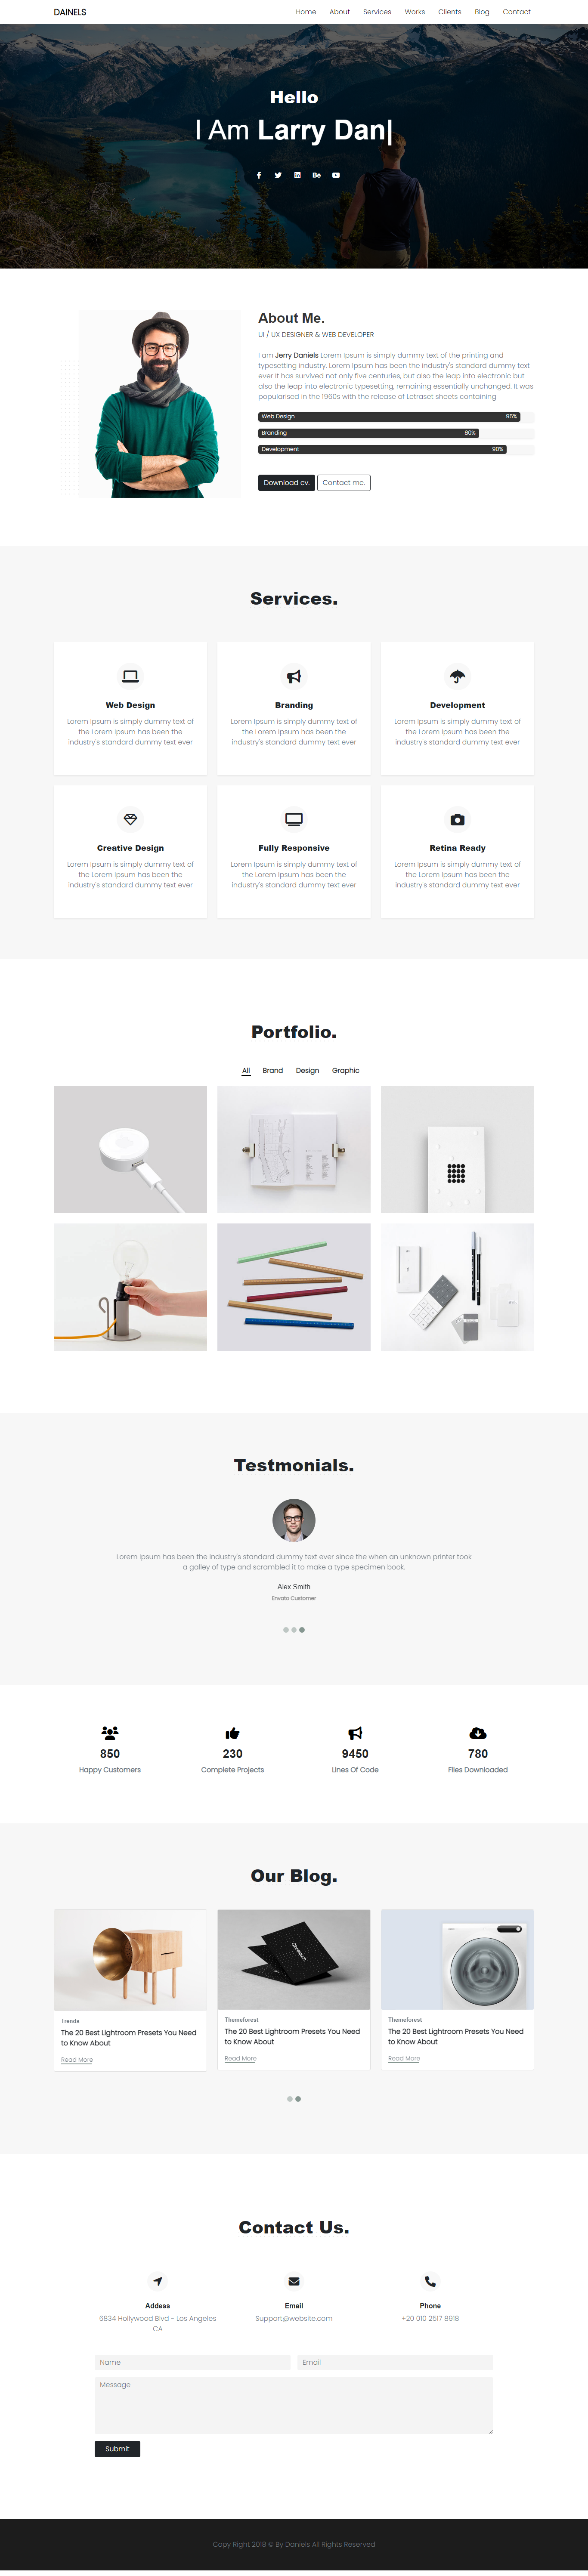 DAINELS
Home About Services Works Clients Blog Contact
Hello
I Am Larry Dan|
Bē
About Me.
UI / UX DESIGNER & WEB DEVELOPER
I am Jerry Daniels Lorem Ipsum is simply dummy text of the printing and
typesetting industry. Lorem Ipsum has been the industry's standard dummy text
ever It has survived not only five centuries, but also the leap into electronic but
also the leap into electronic typesetting, remaining essentially unchanged. It was
popularised in the 1960s with the release of Letraset sheets containing
Web Design 95%
Branding 80%
Development 90%
Download cv. Contact me.
Services.
Web Design
Lorem Ipsum is simply dummy text of
the Lorem Ipsum has been the
industry's standard dummy text ever
Branding
Lorem Ipsum is simply dummy text of
the Lorem Ipsum has been the
industry's standard dummy text ever
Development
Lorem Ipsum is simply dummy text of
the Lorem Ipsum has been the
industry's standard dummy text ever
Creative Design
Lorem Ipsum is simply dummy text of
the Lorem Ipsum has been the
industry's standard dummy text ever
Fully Responsive
Lorem Ipsum is simply dummy text of
the Lorem Ipsum has been the
industry's standard dummy text ever
Retina Ready
Lorem Ipsum is simply dummy text of
the Lorem Ipsum has been the
industry's standard dummy text ever
Portfolio.
All Brand Design Graphic
Testmonials.
Lorem Ipsum has been the industry's standard dummy text ever since the when an unknown printer took
a galley of type and scrambled it to make a type specimen book.
Alex Smith
Envato Customer
850
Happy Customers
230
Complete Projects
9450
Lines Of Code
780
Files Downloaded
Our Blog.
Trends
The 20 Best Lightroom Presets You Need
to Know About
Read More
Themeforest
The 20 Best Lightroom Presets You Need
to Know About
Read More
Themeforest
The 20 Best Lightroom Presets You Need
to Know About
Read More
Contact Us.
Addess
6834 Hollywood Blvd - Los Angeles
CA
Email
Support@website.com
Phone
+20 010 2517 8918
Name Email
Message
Submit
Copy Right 2018 © By Daniels All Rights Reserved